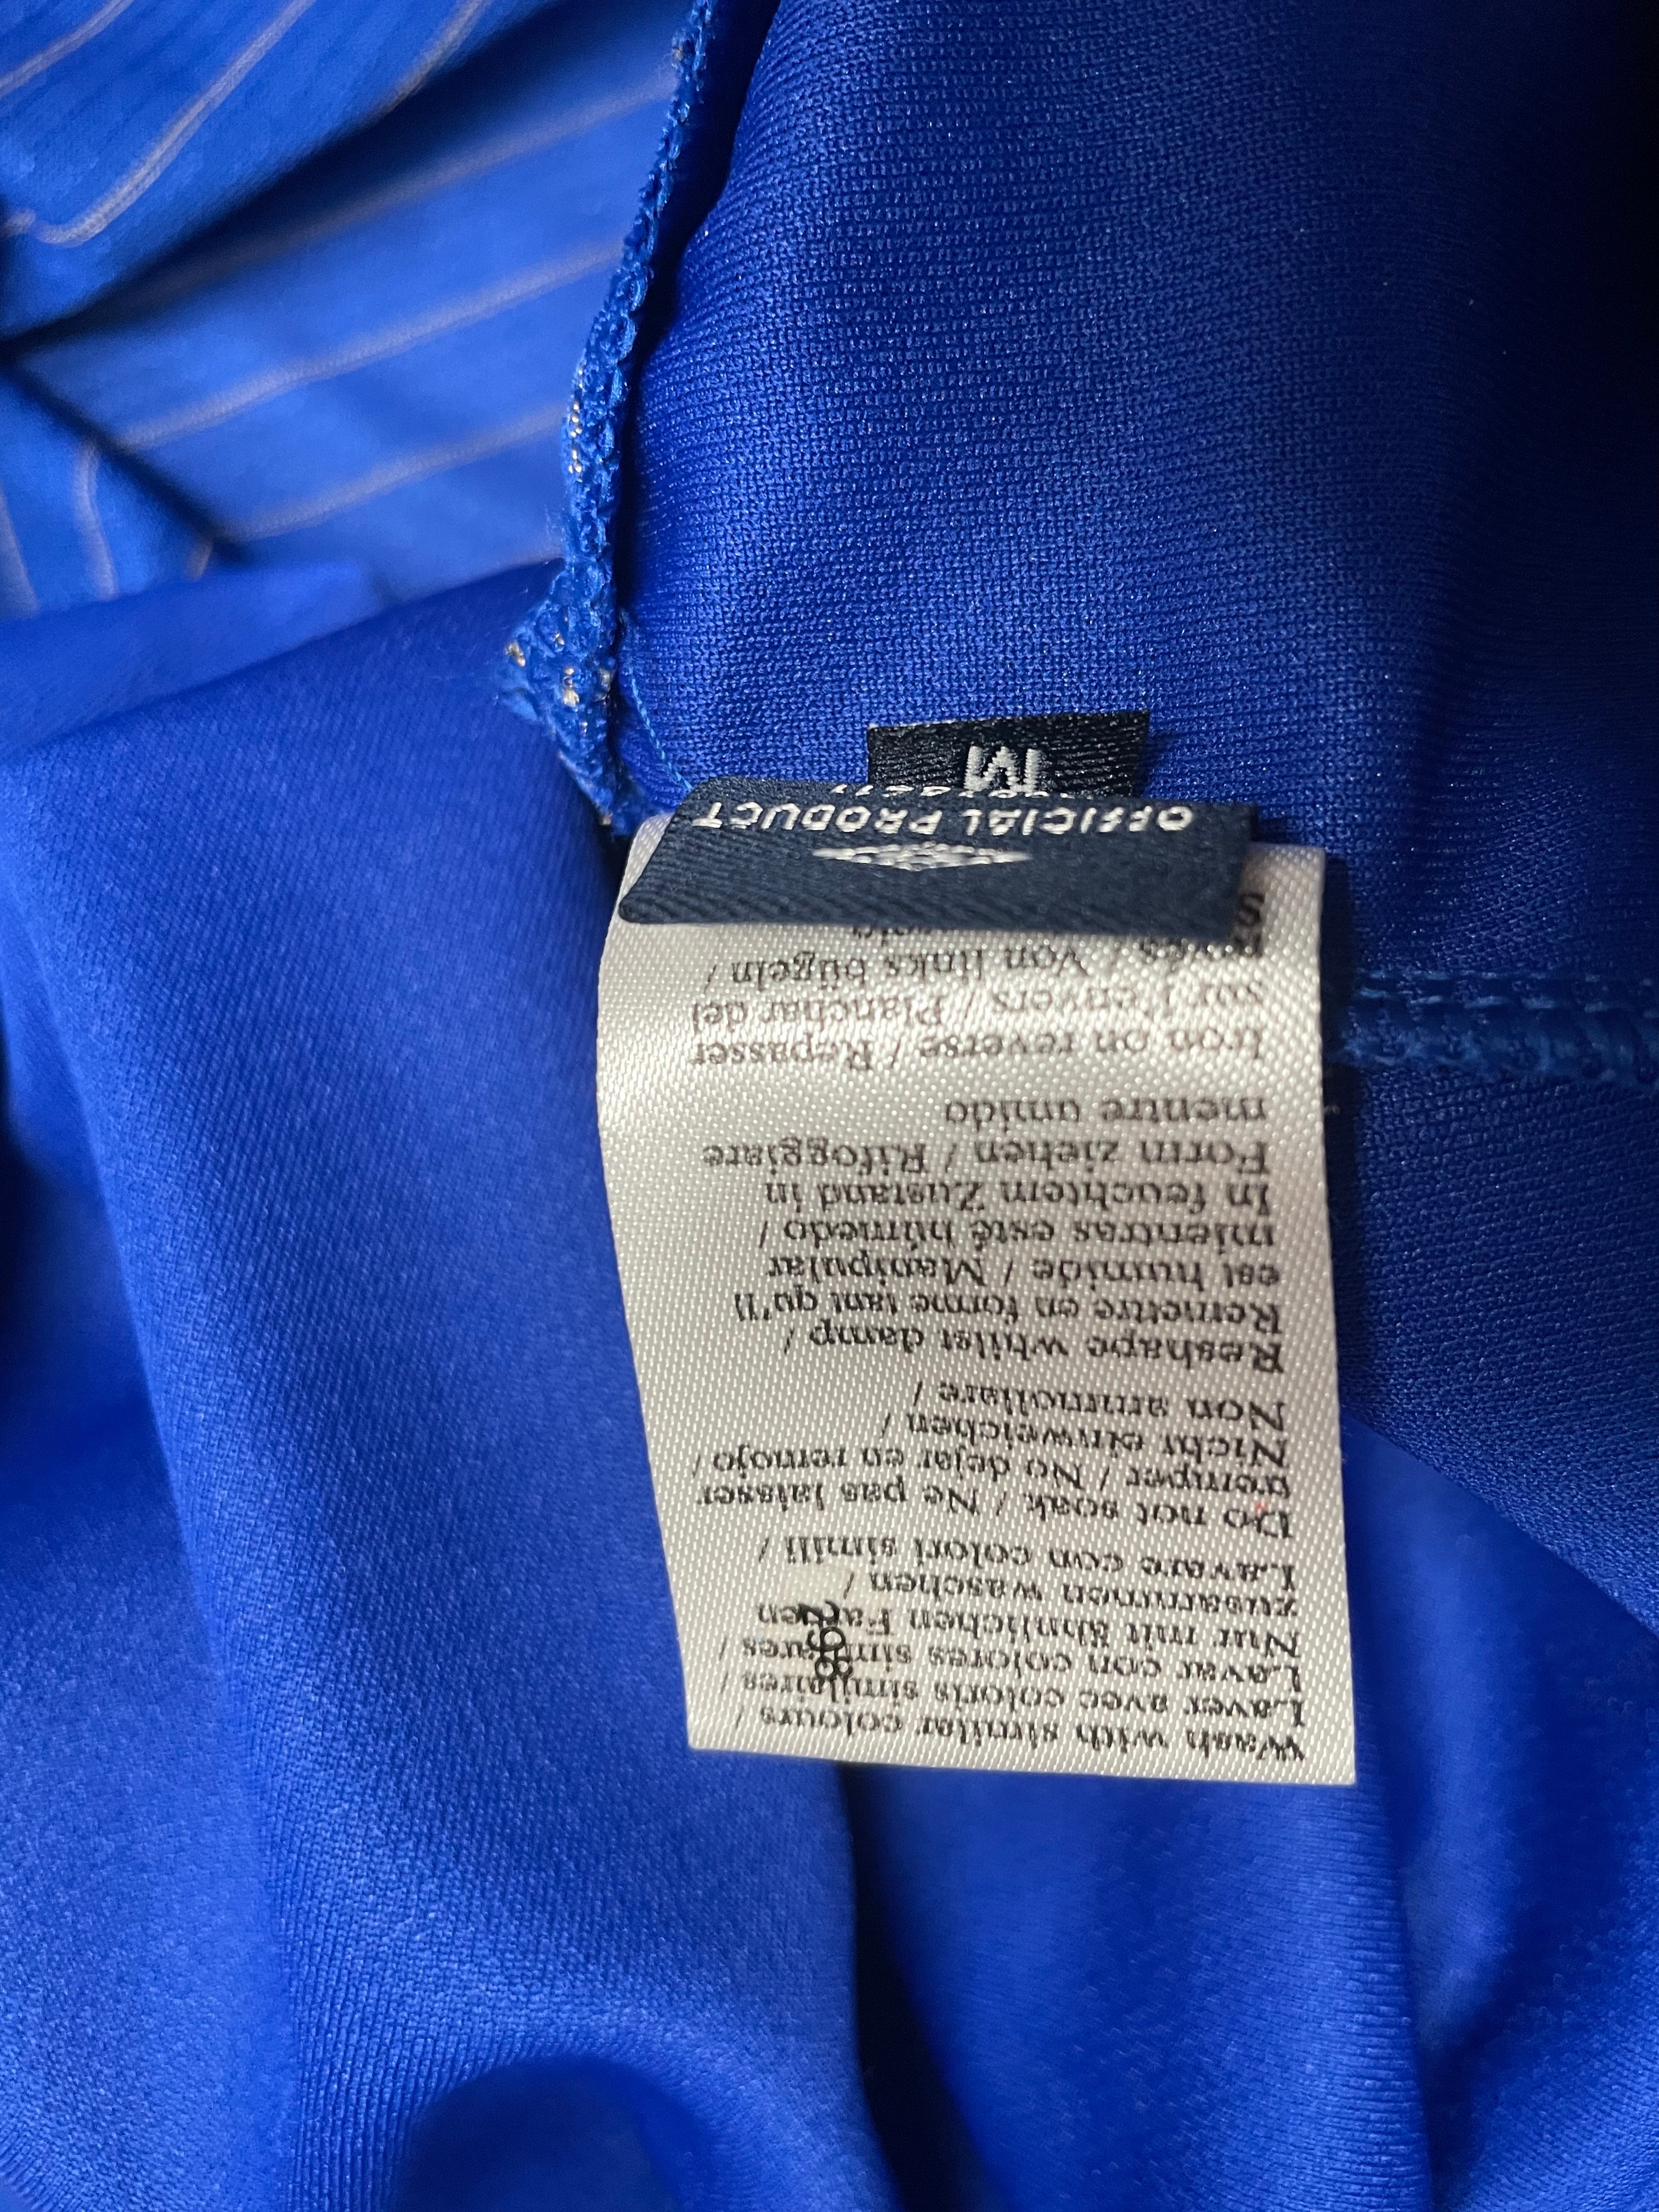 Wash with similar colours /
Laver avec coloris similaires /
Lavar con colores similares /
Nur mit ähnlichen Farben
zusammen waschen /
Lavare con colori simili /
Do not soak / Ne pas laisser
tremper / No dejar en remojo /
Nicht einweichen /
Non ammollare /
Reshape whilst damp /
Remettre en forme tant qu'il
est humide / Manipular
mientras esté húmedo /
In feuchtem Zustand in
Form ziehen / Rifoggiare
mentre umido
Iron on reverse / Repasser
sur l'envers / Planchar del
/ Von links bügeln /
OFFICIAL PRODUCT
M